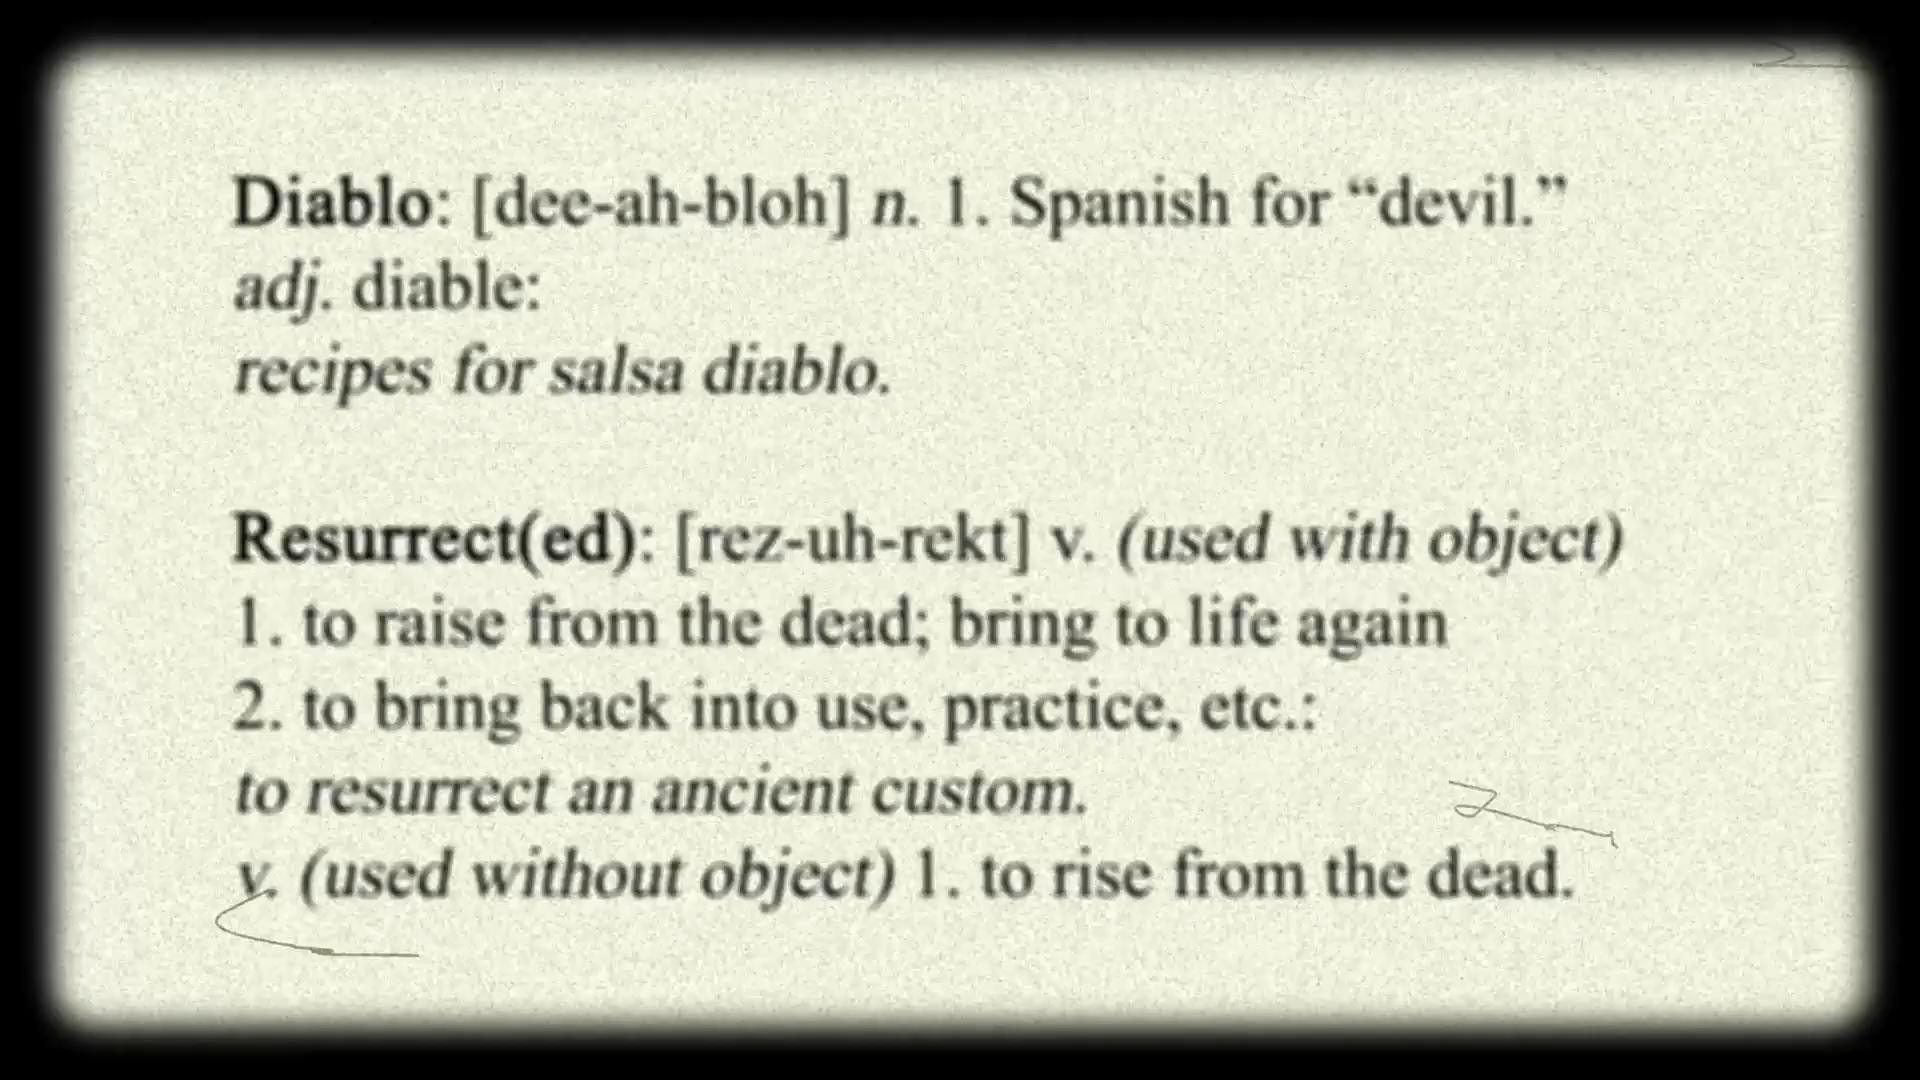 Diablo: [dee-ah-bloh] n. 1. Spanish for “devil.”
adj. diable:
recipes for salsa diablo.
Resurrect(ed): [rez-uh-rekt] v. (used with object)
1. to raise from the dead; bring to life again
2. to bring back into use, practice, etc.:
to resurrect an ancient custom.
v. (used without object) 1. to rise from the dead.